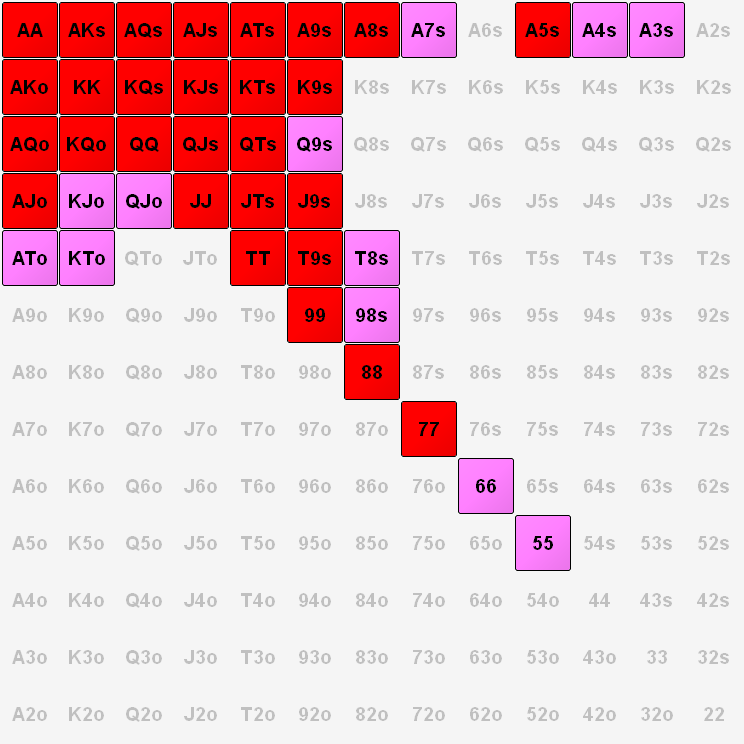 AA AKs AQs AJs ATs A9s A8s A7s A6s A5s A4s A3s A2s
AKo KK KQs KJs KTs K9s K8s K7s K6s K5s K4s K3s K2s
AQo KQo QQ QJs QTs Q9s Q8s Q7s Q6s Q5s Q4s Q3s Q2s
AJo KJo QJo JJ JTs J9s J8s J7s J6s J5s J4s J3s J2s
ATo KTo QTo JTo TT T9s T8s T7s T6s T5s T4s T3s T2s
A9o K9o Q9o J9o T9o 99 98s 97s 96s 95s 94s 93s 92s
A8o K8o Q8o J8o T8o 98o 88 87s 86s 85s 84s 83s 82s
A7o K7o Q7o J7o T7o 97o 87o 77 76s 75s 74s 73s 72s
A6o K6o Q6o J6o T6o 96o 86o 76o 66 65s 64s 63s 62s
A5o K5o Q5o J5o T5o 95o 85o 75o 65o 55 54s 53s 52s
A4o K4o Q4o J4o T4o 94o 84o 74o 64o 54o 44 43s 42s
A3o K3o Q3o J3o T3o 93o 83o 73o 63o 53o 43o 33 32s
A2o K2o Q2o J2o T2o 92o 82o 72o 62o 52o 42o 32o 22